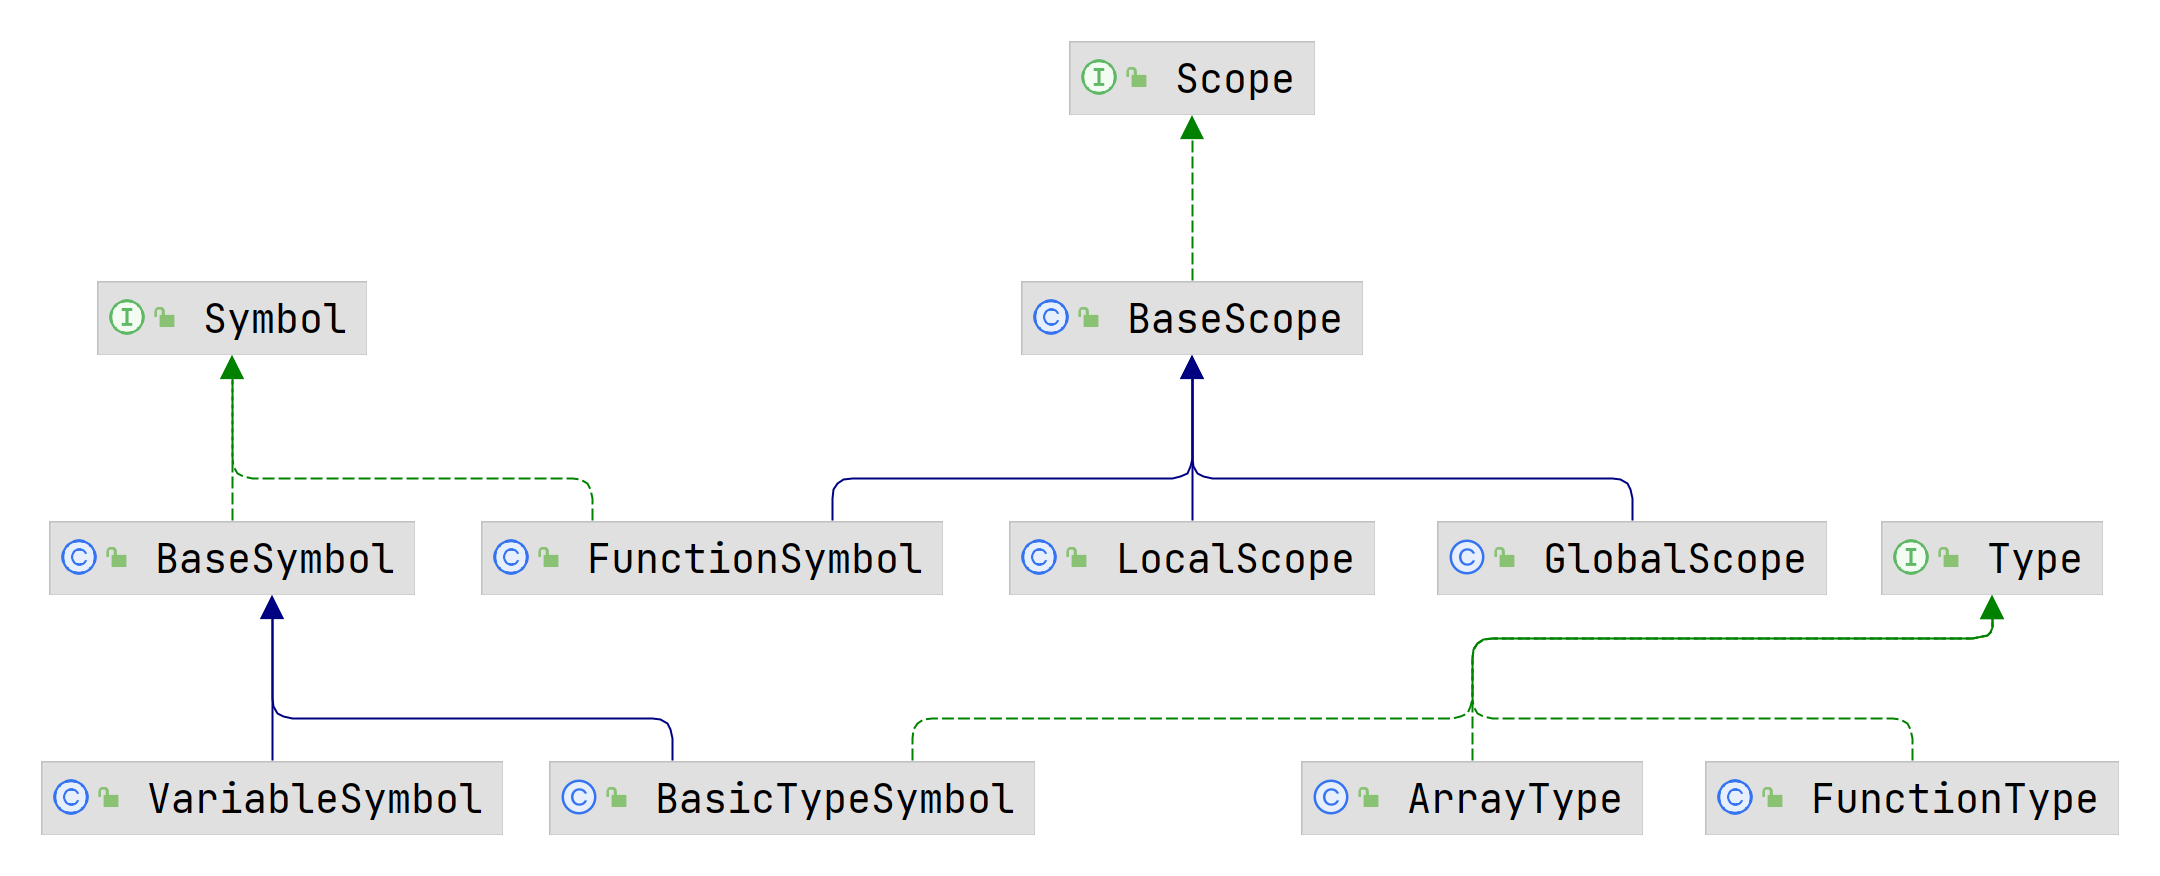 I Scope
I Symbol
C BaseScope
C BaseSymbol
C FunctionSymbol
C LocalScope
C GlobalScope
I Type
C VariableSymbol
C BasicTypeSymbol
C ArrayType
C FunctionType